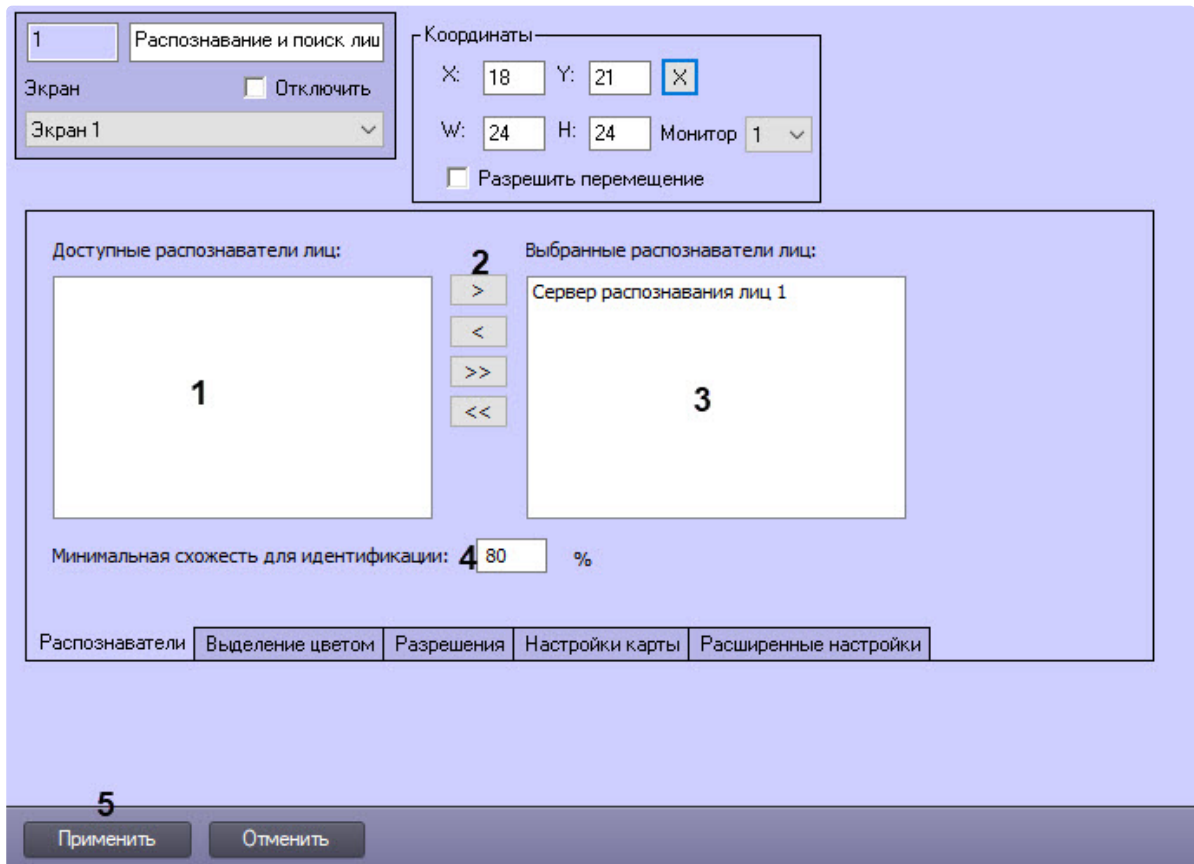 1 Распознавание и поиск лиц
Экран Отключить
Экран 1
Координаты
X: 18 Y: 21 X
W: 24 H: 24 Монитор 1
Разрешить перемещение
Доступные распознаватели лиц:
2
Выбранные распознаватели лиц:
>
<
>>
<<
1
Сервер распознавания лиц 1
3
Минимальная схожесть для идентификации: 4 80 %
Распознаватели Выделение цветом Разрешения Настройки карты Расширенные настройки
5
Применить Отменить